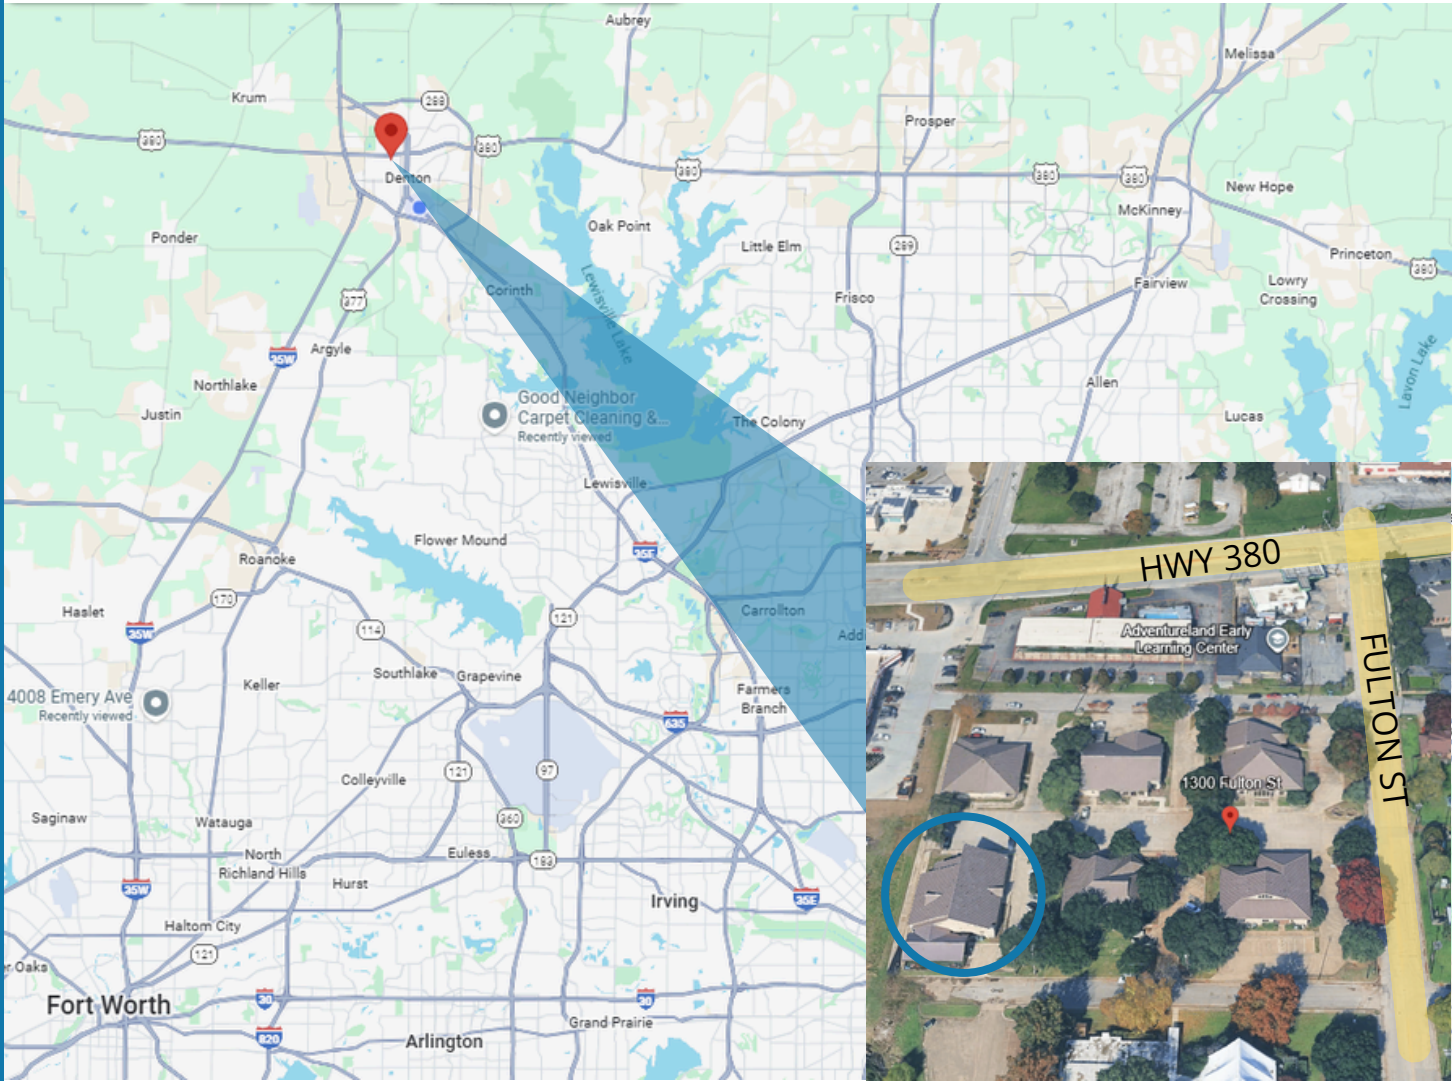 Aubrey
Melissa
Krum
288
Prosper
380
380
380
380
380
Denton
New Hope
McKinney
Oak Point
Ponder
Little Elm
289
Princeton
380
Corinth
Lewisville Lake
Fairview
Lowry
Crossing
377
Frisco
Argyle
35W
Lavon Lake
Northlake
Allen
Justin
Good Neighbor
Carpet Cleaning &...
Recently viewed
The Colony
Lucas
Lewisville
Flower Mound
35E
Roanoke
HWY 380
170
Haslet
121
Carrollton
35W
114
Adventureland Early
Learning Center
Addi
FULTON ST
Southlake
Grapevine
Keller
4008 Emery Ave
Recently viewed
Farmers
Branch
635
121
97
Colleyville
1300 Fulton St
360
Saginaw
Watauga
North
Richland Hills
Euless
183
Hurst
35W
Irving
35E
Haltom City
121
er Oaks
Fort Worth
30
30
Grand Prairie
820
Arlington